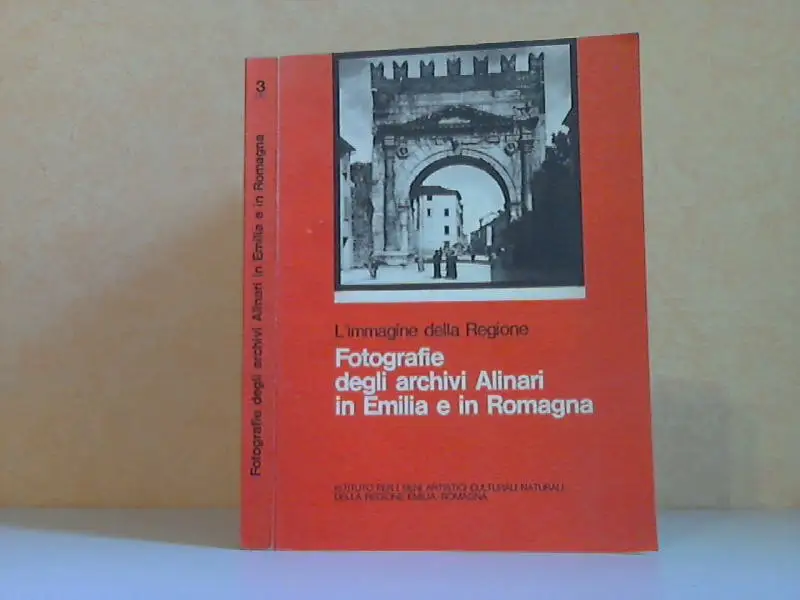 3
Fotografie degli archivi Alinari in Emilia e in Romagna
L'immagine della Regione
Fotografie
degli archivi Alinari
in Emilia e in Romagna
ISTITUTO PER I BENI ARTISTICI CULTURALI NATURALI
DELLA REGIONE EMILIA-ROMAGNA